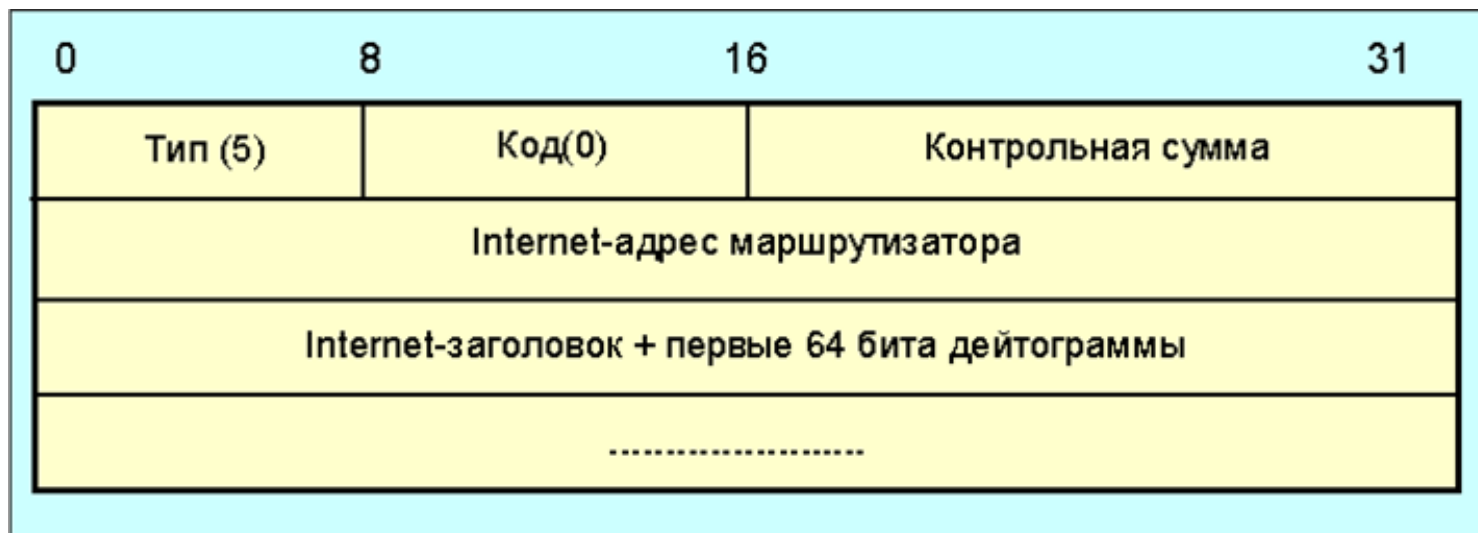 0 8 16 31
Тип (5) Код(0) Контрольная сумма
Internet-адрес маршрутизатора
Internet-заголовок + первые 64 бита дейтограммы
.......................